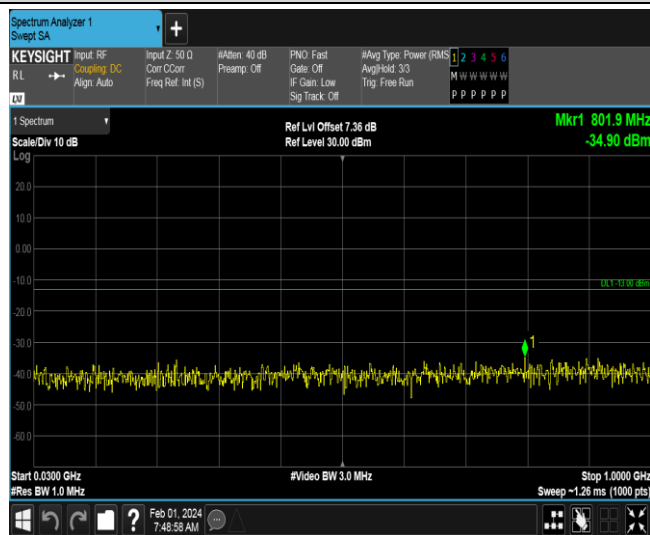 Spectrum Analyzer 1
Swept SA
+
KEYSIGHT
RL
LXI
Input: RF
Coupling: DC
Align: Auto
Input Z: 50 Ω
Corr CCorr
Freq Ref: Int (S)
#Atten: 40 dB
Preamp: Off
PNO: Fast
Gate: Off
IF Gain: Low
Sig Track: Off
#Avg Type: Power (RMS
Avg|Hold: 3/3
Trig: Free Run
1 2 3 4 5 6
M W W W W W
P P P P P P
1 Spectrum
Scale/Div 10 dB
Log
Ref Lvl Offset 7.36 dB
Ref Level 30.00 dBm
Mkr1 801.9 MHz
-34.90 dBm
20.0
10.0
0.00
-10.0
DL1 -13.00 dBm
-20.0
-30.0
1
-40.0
-50.0
-60.0
Start 0.0300 GHz
#Res BW 1.0 MHz
#Video BW 3.0 MHz
Stop 1.0000 GHz
Sweep ~1.26 ms (1000 pts)
?
Feb 01, 2024
7:48:58 AM